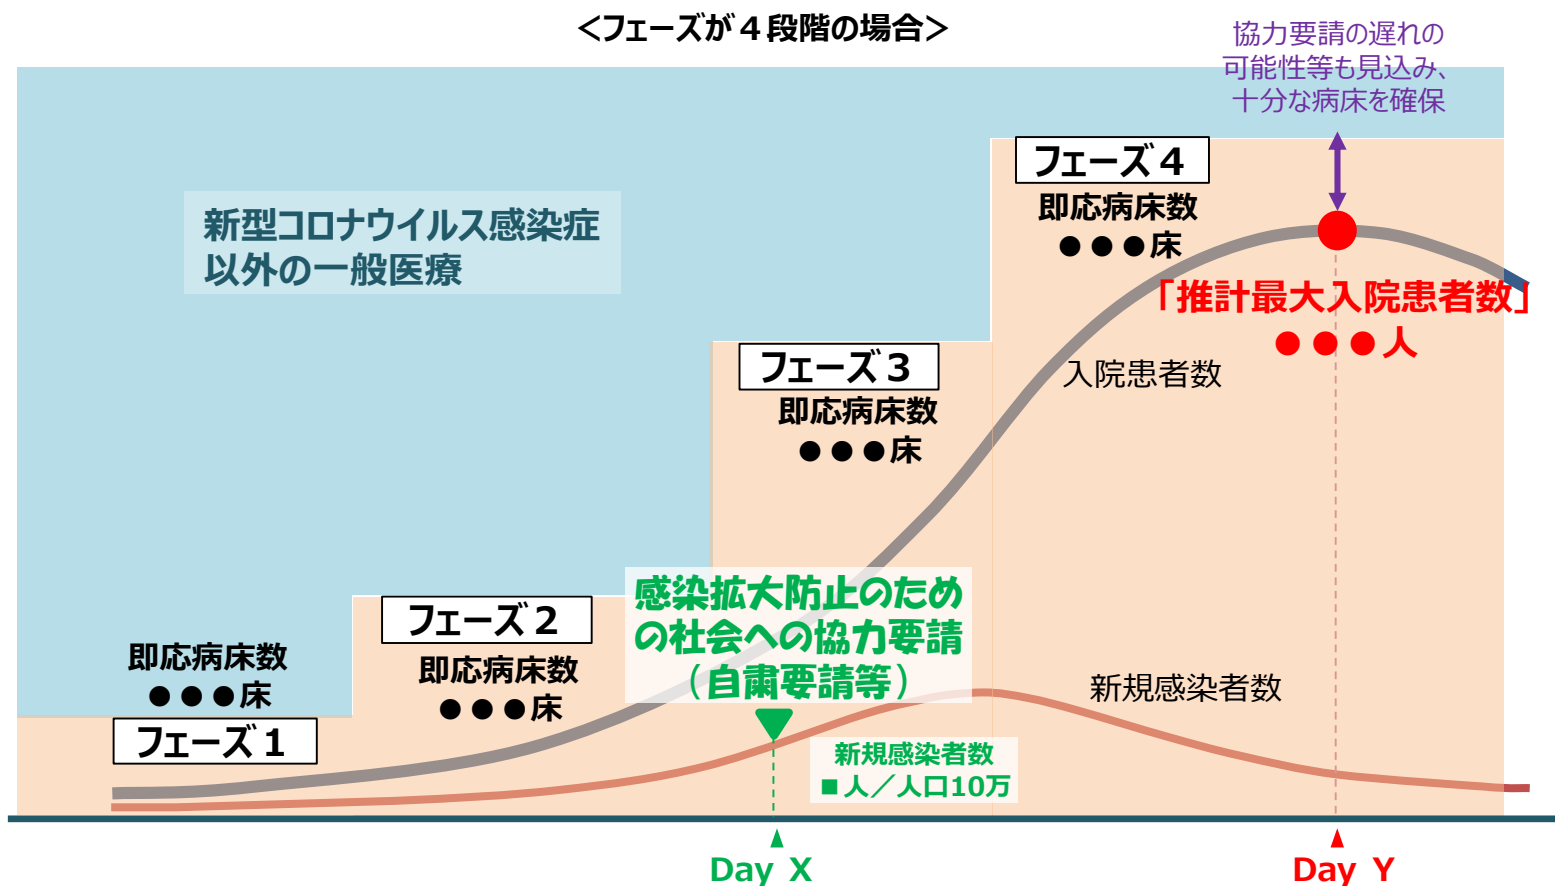 ＜フェーズが４段階の場合＞
協力要請の遅れの
可能性等も見込み、
十分な病床を確保
新型コロナウイルス感染症
以外の一般医療
フェーズ４
即応病床数
●●●床
「推計最大入院患者数」
●●●人
入院患者数
フェーズ３
即応病床数
●●●床
感染拡大防止のため
の社会への協力要請
（自粛要請等）
フェーズ２
即応病床数
●●●床
即応病床数
●●●床
フェーズ１
新規感染者数
新規感染者数
■人／人口10万
Day X
Day Y